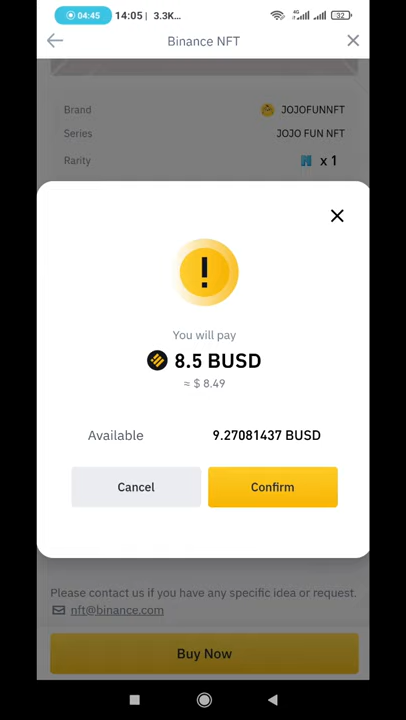 04:45 14:05 | 3.3K... 4G 32
Binance NFT
Brand JOJOFUNNFT
Series JOJO FUN NFT
Rarity x 1
!
You will pay
8.5 BUSD
≈ $ 8.49
Available 9.27081437 BUSD
Cancel Confirm
Please contact us if you have any specific idea or request.
nft@binance.com
Buy Now